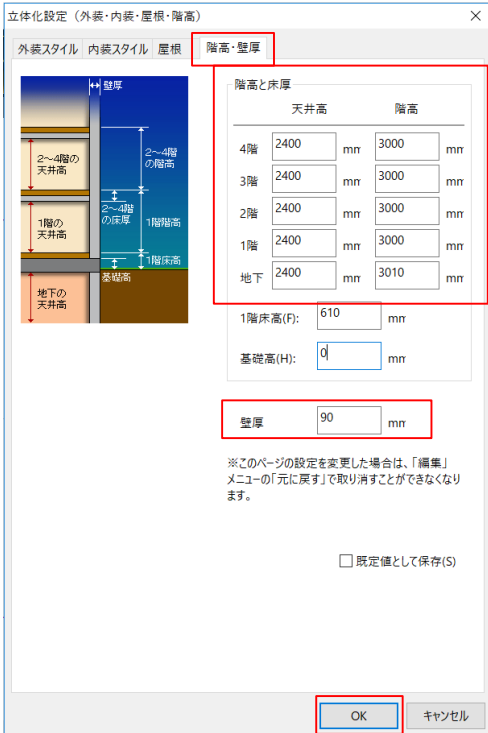 立体化設定（外装・内装・屋根・階高）
外装スタイル 内装スタイル 屋根 階高・壁厚
壁厚
2～4階の
天井高
2～4階
の階高
2～4階
の床厚
1階の
天井高
1階階高
1階床高
基礎高
地下の
天井高
階高と床厚
天井高 階高
4階 2400 mm 3000 mm
3階 2400 mm 3000 mm
2階 2400 mm 3000 mm
1階 2400 mm 3000 mm
地下 2400 mm 3010 mm
1階床高(F): 610 mm
基礎高(H): 0 mm
壁厚 90 mm
※このページの設定を変更した場合は、「編集」
メニューの「元に戻す」で取り消すことができなくなり
ます。
既定値として保存(S)
OK キャンセル